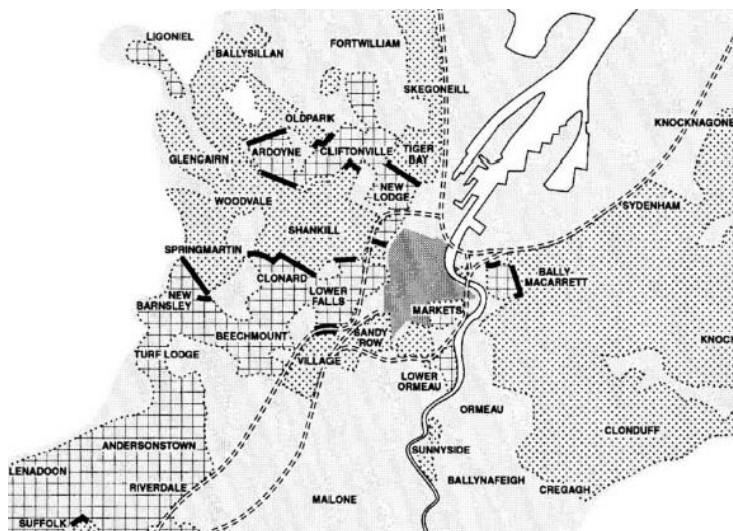 LIGONIEL
BALLYSILLAN
FORTWILLIAM
SKEGONEILL
OLDPARK
KNOCKNAGONE
GLENCAIRN
ARDOYNE
CLIFTONVILLE
TIGER
BAY
NEW
LODGE
WOODVALE
SYDENHAM
SHANKILL
SPRINGMARTIN
CLONARD
BALLY-
MACARRETT
NEW
BARNSLEY
LOWER
FALLS
MARKETS
BEECHMOUNT
SANDY
ROW
TURF LODGE
VILLAGE
KNOCK
LOWER
ORMEAU
ORMEAU
CLONDUFF
ANDERSONSTOWN
SUNNYSIDE
LENADOON
RIVERDALE
BALLYNAFEIGH
CREGAGH
MALONE
SUFFOLK